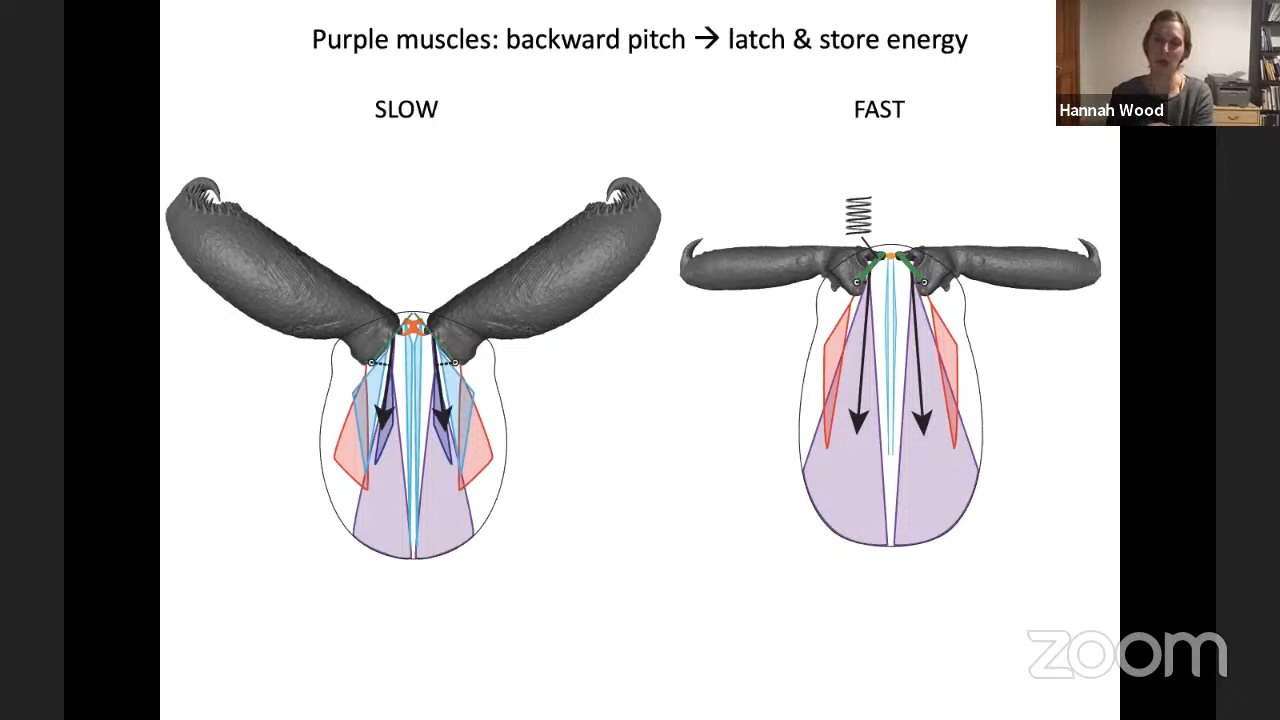 Purple muscles: backward pitch → latch & store energy
SLOW
FAST
Hannah Wood
zoom